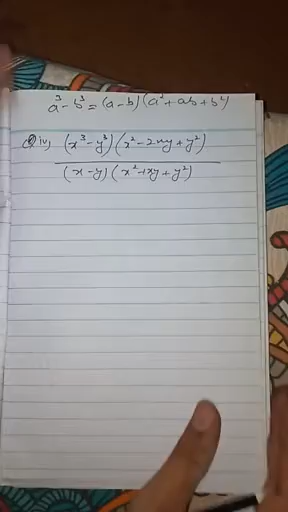 a³ - b³ = (a - b) (a² + ab + b²)
iv) (x³ - y³) (x² - 2xy + y²)
(x - y) (x² + xy + y²)